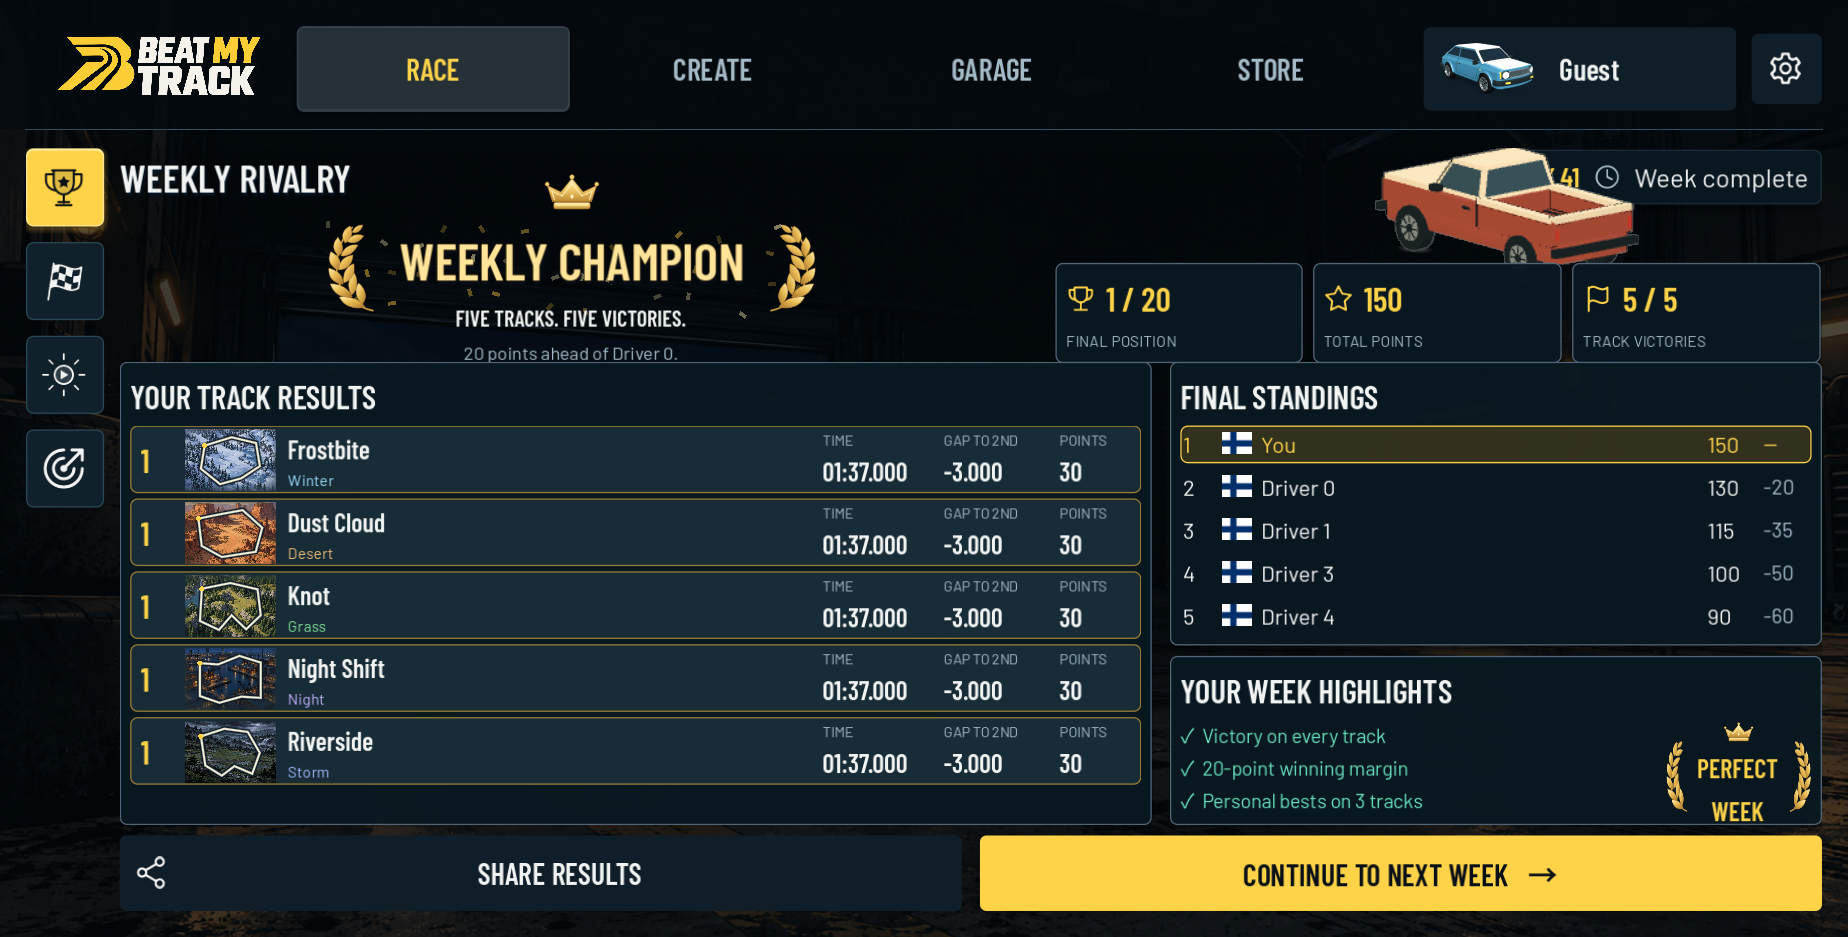 BEAT MY TRACK
RACE
CREATE
GARAGE
STORE
Guest
WEEKLY RIVALRY
41
Week complete
WEEKLY CHAMPION
FIVE TRACKS. FIVE VICTORIES.
20 points ahead of Driver 0.
1 / 20
FINAL POSITION
150
TOTAL POINTS
5 / 5
TRACK VICTORIES
YOUR TRACK RESULTS
1
Frostbite
Winter
TIME
01:37.000
GAP TO 2ND
-3.000
POINTS
30
1
Dust Cloud
Desert
TIME
01:37.000
GAP TO 2ND
-3.000
POINTS
30
1
Knot
Grass
TIME
01:37.000
GAP TO 2ND
-3.000
POINTS
30
1
Night Shift
Night
TIME
01:37.000
GAP TO 2ND
-3.000
POINTS
30
1
Riverside
Storm
TIME
01:37.000
GAP TO 2ND
-3.000
POINTS
30
FINAL STANDINGS
1 You 150 –
2 Driver 0 130 -20
3 Driver 1 115 -35
4 Driver 3 100 -50
5 Driver 4 90 -60
YOUR WEEK HIGHLIGHTS
✓ Victory on every track
✓ 20-point winning margin
✓ Personal bests on 3 tracks
PERFECT
WEEK
SHARE RESULTS
CONTINUE TO NEXT WEEK →